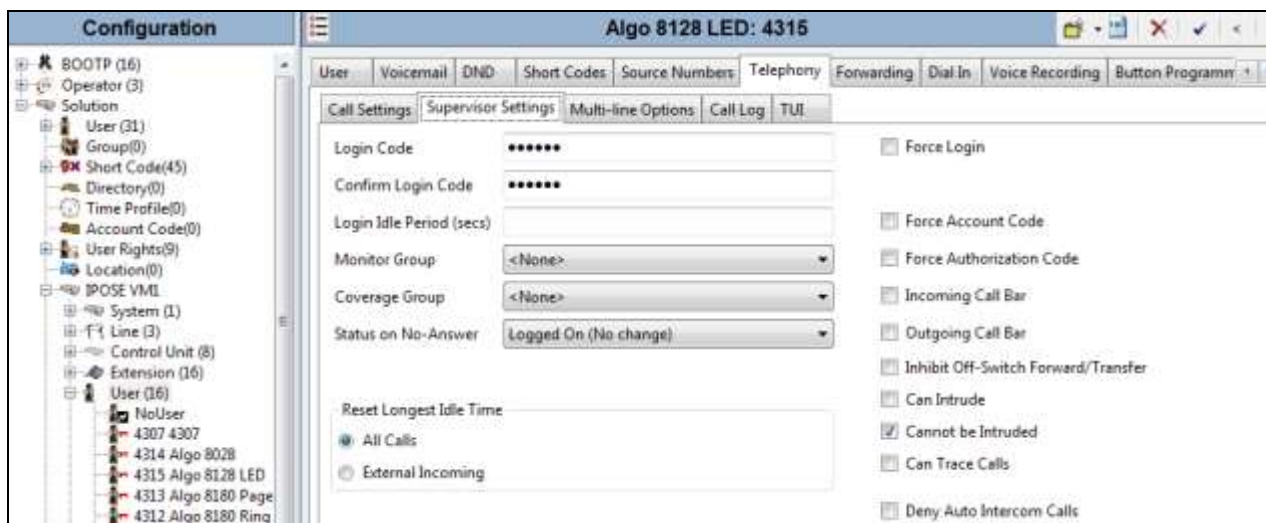 Configuration
BOOTP (16)
Operator (3)
Solution
User (31)
Group(0)
Short Code(45)
Directory(0)
Time Profile(0)
Account Code(0)
User Rights(9)
Location(0)
IPOSE VM1
System (1)
Line (3)
Control Unit (8)
Extension (16)
User (16)
NoUser
4307 4307
4314 Algo 8028
4315 Algo 8128 LED
4313 Algo 8180 Page
4312 Algo 8180 Ring
Algo 8128 LED: 4315
User Voicemail DND Short Codes Source Numbers Telephony Forwarding Dial In Voice Recording Button Programm
Call Settings Supervisor Settings Multi-line Options Call Log TUI
Login Code •••••• Force Login
Confirm Login Code ••••••
Login Idle Period (secs) Force Account Code
Monitor Group <None> Force Authorization Code
Coverage Group <None> Incoming Call Bar
Status on No-Answer Logged On (No change) Outgoing Call Bar
Inhibit Off-Switch Forward/Transfer
Reset Longest Idle Time Can Intrude
All Calls Cannot be Intruded
External Incoming Can Trace Calls
Deny Auto Intercom Calls